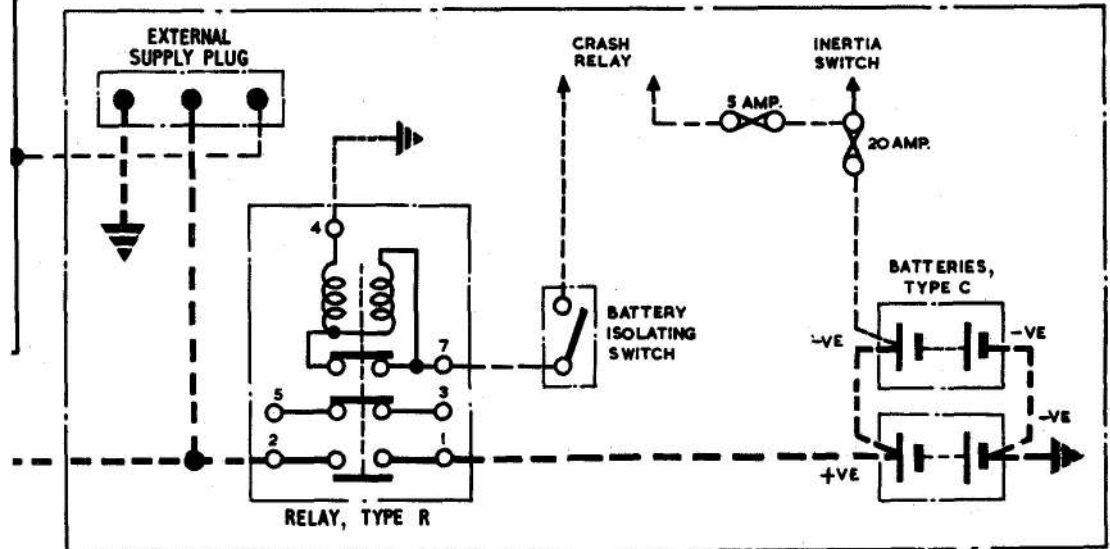 EXTERNAL
SUPPLY PLUG
CRASH
RELAY
INERTIA
SWITCH
5 AMP.
20 AMP.
4
BATTERIES,
TYPE C
-VE
-VE
BATTERY
ISOLATING
SWITCH
7
5
3
2
1
-VE
+VE
RELAY, TYPE R